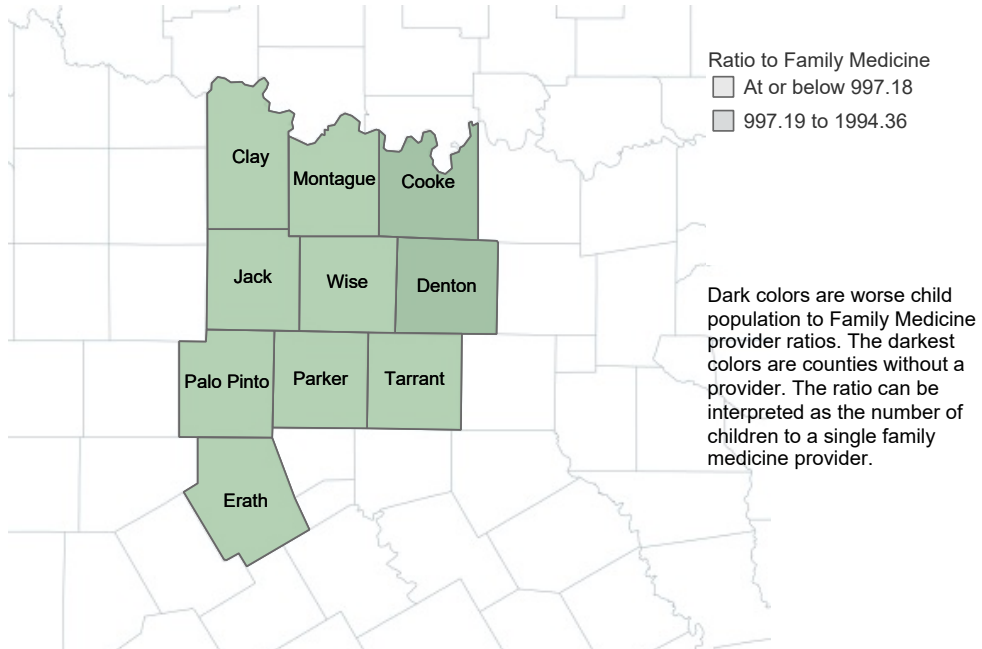 Ratio to Family Medicine
At or below 997.18
997.19 to 1994.36
Clay
Montague
Cooke
Jack
Wise
Denton
Palo Pinto
Parker
Tarrant
Erath
Dark colors are worse child
population to Family Medicine
provider ratios. The darkest
colors are counties without a
provider. The ratio can be
interpreted as the number of
children to a single family
medicine provider.